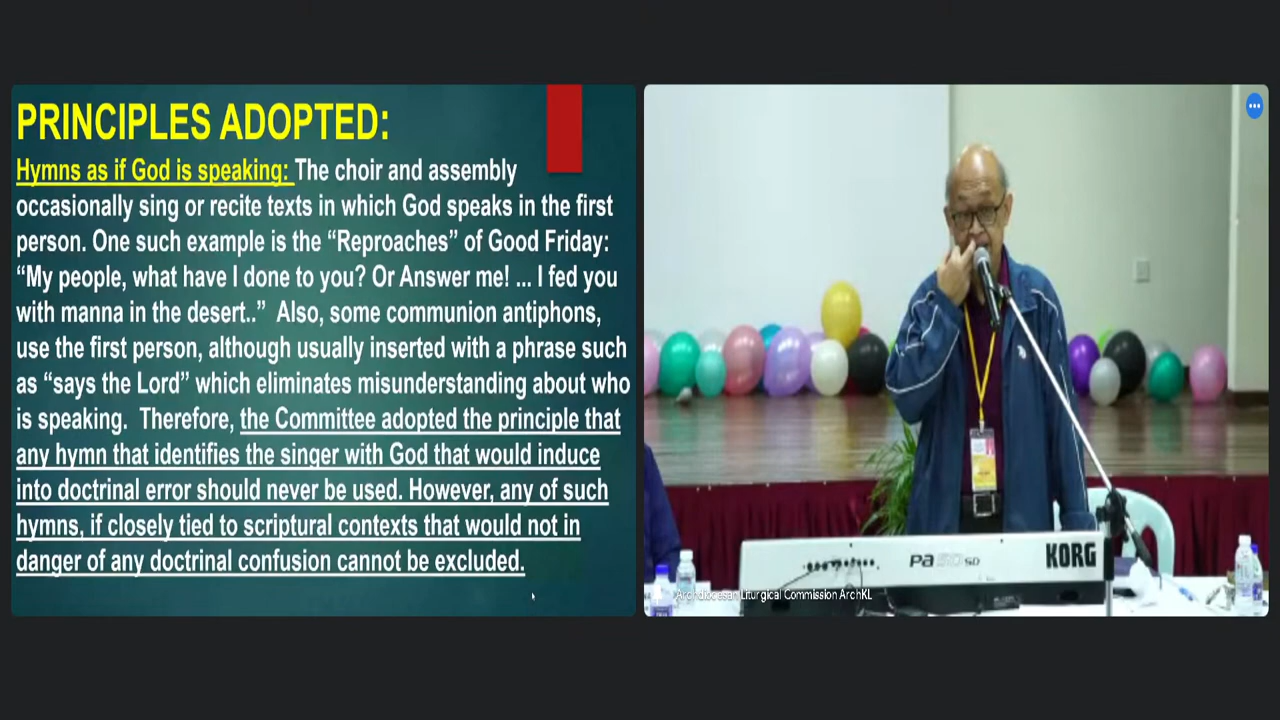 PRINCIPLES ADOPTED:
Hymns as if God is speaking: The choir and assembly
occasionally sing or recite texts in which God speaks in the first
person. One such example is the “Reproaches” of Good Friday:
“My people, what have I done to you? Or Answer me! ... I fed you
with manna in the desert..” Also, some communion antiphons,
use the first person, although usually inserted with a phrase such
as “says the Lord” which eliminates misunderstanding about who
is speaking. Therefore, the Committee adopted the principle that
any hymn that identifies the singer with God that would induce
into doctrinal error should never be used. However, any of such
hymns, if closely tied to scriptural contexts that would not in
danger of any doctrinal confusion cannot be excluded.
Pa50SD KORG
Archdiocesan Liturgical Commission ArchKL